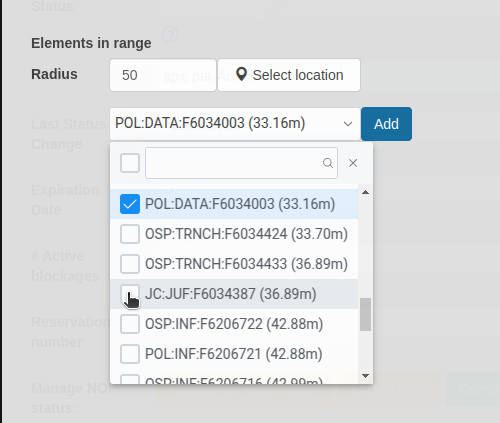 Status
Elements in range
Radius
50
Select location
Last Status
Change
POL:DATA:F6034003 (33.16m)
Add
POL:DATA:F6034003 (33.16m)
Expiration
Date
OSP:TRNCH:F6034424 (33.70m)
OSP:TRNCH:F6034433 (36.89m)
# Active
blockages
JC:JUF:F6034387 (36.89m)
Reservation
number
OSP:INF:F6206722 (42.88m)
POL:INF:F6206721 (42.88m)
OSP:INF:F6206716 (42.99m)
Manage NO
status: